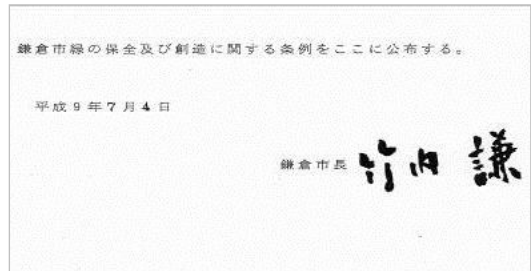 鎌倉市緑の保全及び創造に関する条例をここに公布する。
平成9年7月4日
鎌倉市長 竹内 謙